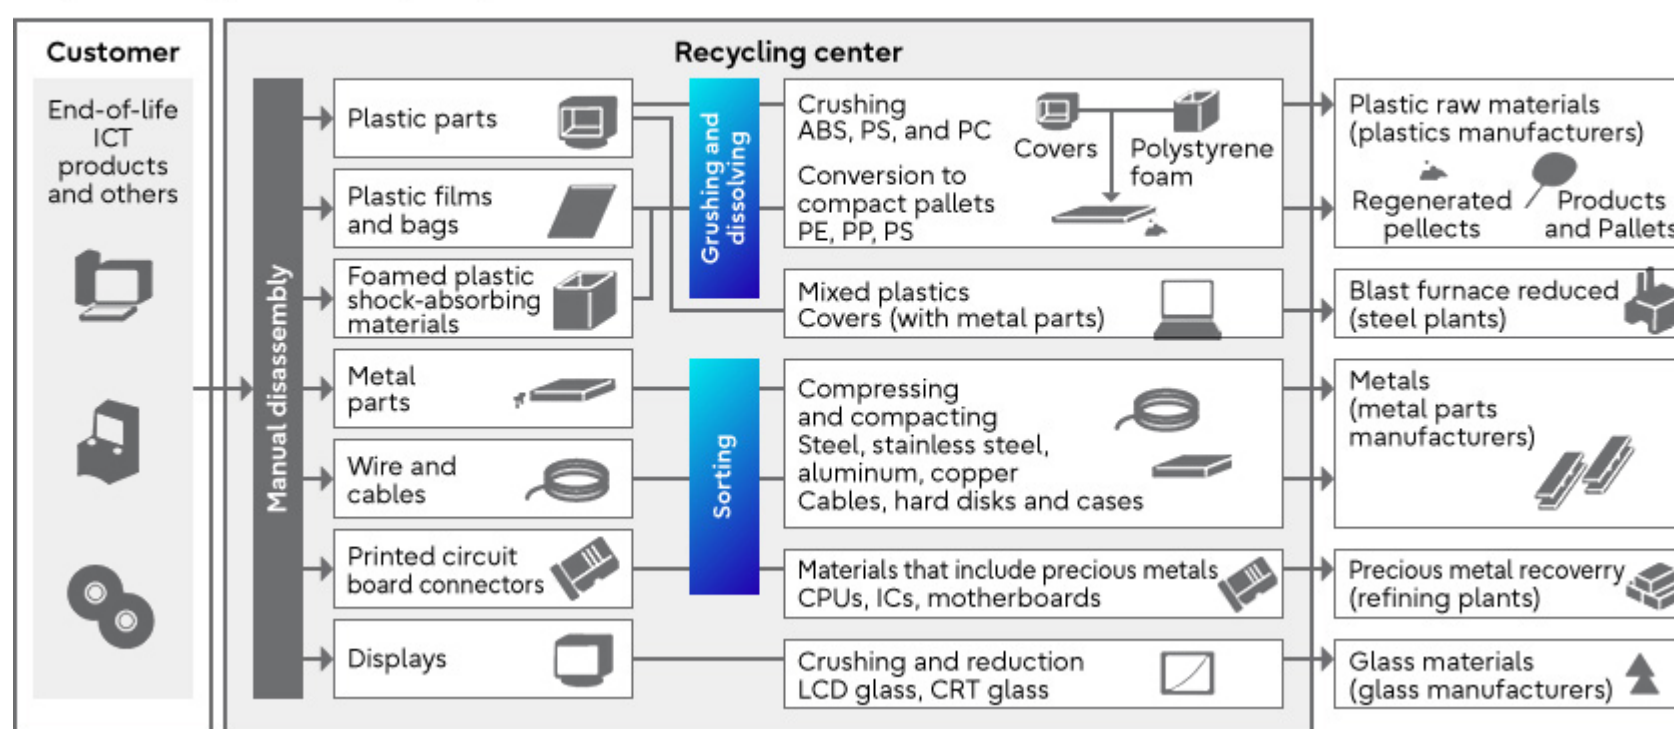 Customer
End-of-life
ICT
products
and others
Recycling center
Manual disassembly
Plastic parts
Plastic films
and bags
Foamed plastic
shock-absorbing
materials
Metal
parts
Wire and
cables
Printed circuit
board connectors
Displays
Grushing and
dissolving
Sorting
Crushing
ABS, PS, and PC
Conversion to
compact pallets
PE, PP, PS
Covers
Polystyrene
foam
Mixed plastics
Covers (with metal parts)
Compressing
and compacting
Steel, stainless steel,
aluminum, copper
Cables, hard disks and cases
Materials that include precious metals
CPUs, ICs, motherboards
Crushing and reduction
LCD glass, CRT glass
Plastic raw materials
(plastics manufacturers)
Regenerated
pellects
Products
and Pallets
Blast furnace reduced
(steel plants)
Metals
(metal parts
manufacturers)
Precious metal recovery
(refining plants)
Glass materials
(glass manufacturers)